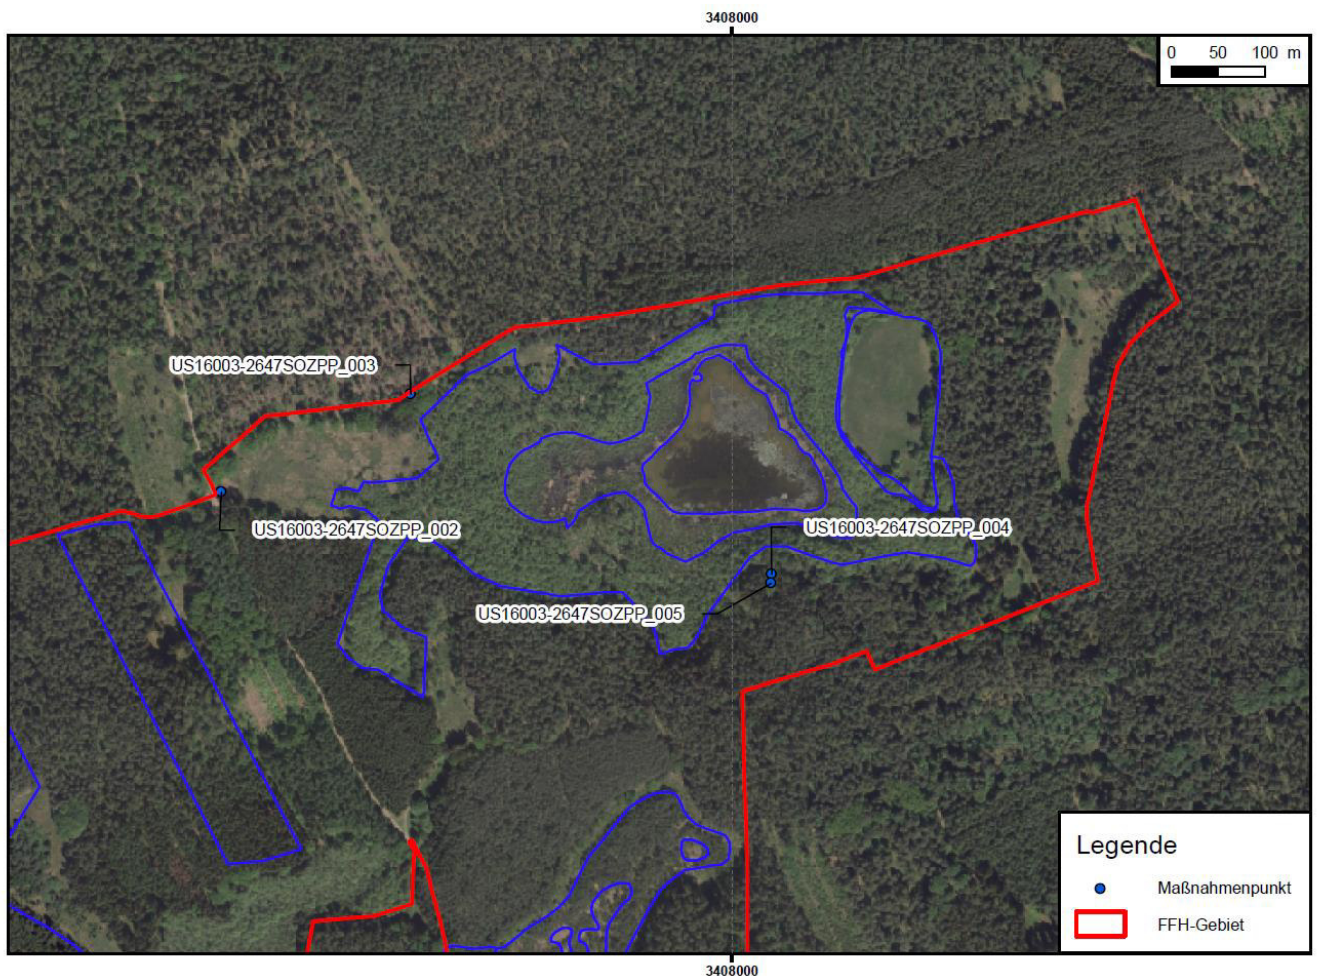 3408000
0 50 100 m
US16003-2647SOZPP_003
US16003-2647SOZPP_002
US16003-2647SOZPP_004
US16003-2647SOZPP_005
Legende
Maßnahmenpunkt
FFH-Gebiet
3408000